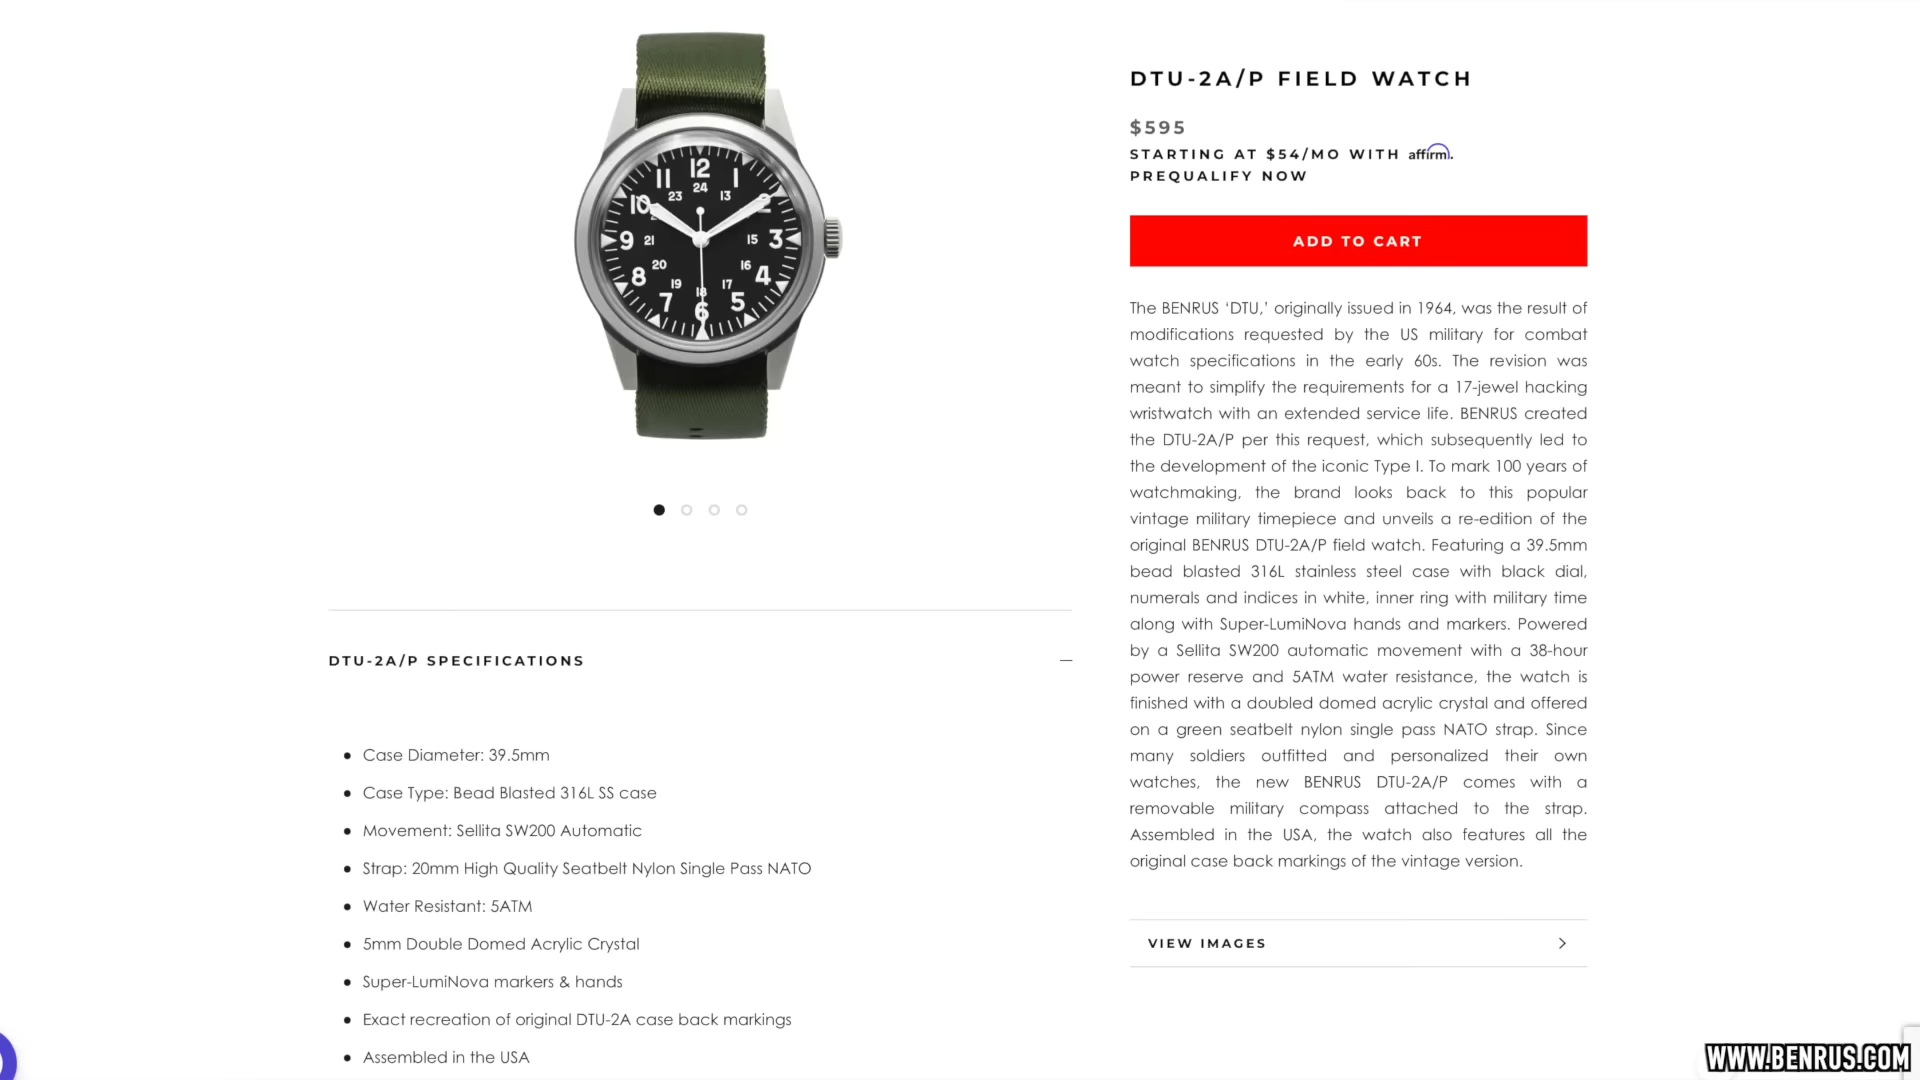 12
11
1
24
23
13
10
2
9
21
15
3
20
16
8
4
19
17
7
18
5
6
DTU-2A/P FIELD WATCH
$595
STARTING AT $54/MO WITH affirm
PREQUALIFY NOW
ADD TO CART
The BENRUS ‘DTU,’ originally issued in 1964, was the result of
modifications requested by the US military for combat
watch specifications in the early 60s. The revision was
meant to simplify the requirements for a 17-jewel hacking
wristwatch with an extended service life. BENRUS created
the DTU-2A/P per this request, which subsequently led to
the development of the iconic Type I. To mark 100 years of
watchmaking, the brand looks back to this popular
vintage military timepiece and unveils a re-edition of the
original BENRUS DTU-2A/P field watch. Featuring a 39.5mm
bead blasted 316L stainless steel case with black dial,
numerals and indices in white, inner ring with military time
along with Super-LumiNova hands and markers. Powered
by a Sellita SW200 automatic movement with a 38-hour
power reserve and 5ATM water resistance, the watch is
finished with a doubled domed acrylic crystal and offered
on a green seatbelt nylon single pass NATO strap. Since
many soldiers outfitted and personalized their own
watches, the new BENRUS DTU-2A/P comes with a
removable military compass attached to the strap.
Assembled in the USA, the watch also features all the
original case back markings of the vintage version.
VIEW IMAGES
DTU-2A/P SPECIFICATIONS
Case Diameter: 39.5mm
Case Type: Bead Blasted 316L SS case
Movement: Sellita SW200 Automatic
Strap: 20mm High Quality Seatbelt Nylon Single Pass NATO
Water Resistant: 5ATM
5mm Double Domed Acrylic Crystal
Super-LumiNova markers & hands
Exact recreation of original DTU-2A case back markings
Assembled in the USA
WWW.BENRUS.COM